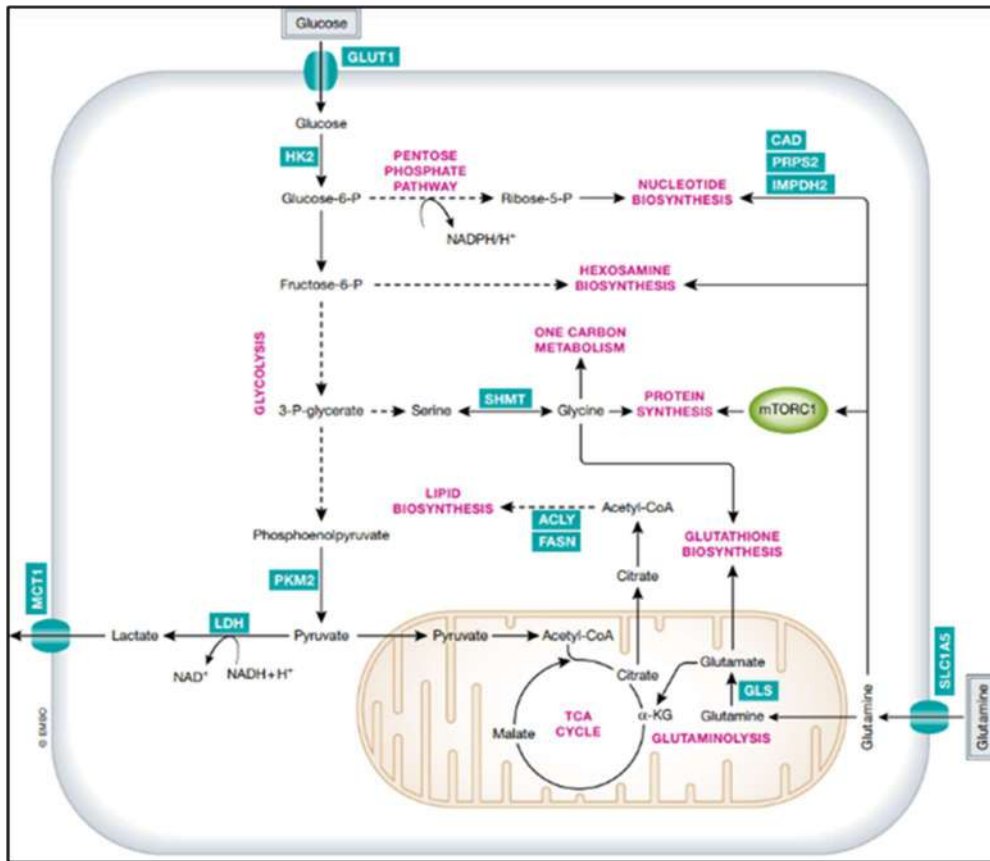 Glucose
GLUT1
Glucose
HK2
PENTOSE
PHOSPHATE
PATHWAY
CAD
PRPS2
IMPDH2
Glucose-6-P
Ribose-5-P
NUCLEOTIDE
BIOSYNTHESIS
NADPH/H⁺
Fructose-6-P
HEXOSAMINE
BIOSYNTHESIS
GLYCOLYSIS
ONE CARBON
METABOLISM
3-P-glycerate
Serine
SHMT
Glycine
PROTEIN
SYNTHESIS
mTORC1
LIPID
BIOSYNTHESIS
ACLY
FASN
Acetyl-CoA
Phosphoenolpyruvate
GLUTATHIONE
BIOSYNTHESIS
Citrate
PKM2
MCT1
Lactate
LDH
Pyruvate
Pyruvate
Acetyl-CoA
NAD⁺
NADH + H⁺
Citrate
Glutamate
GLS
SLC1A5
TCA
CYCLE
α-KG
Glutamine
Malate
GLUTAMINOLYSIS
Glutamine
Glutamine
© EMBO